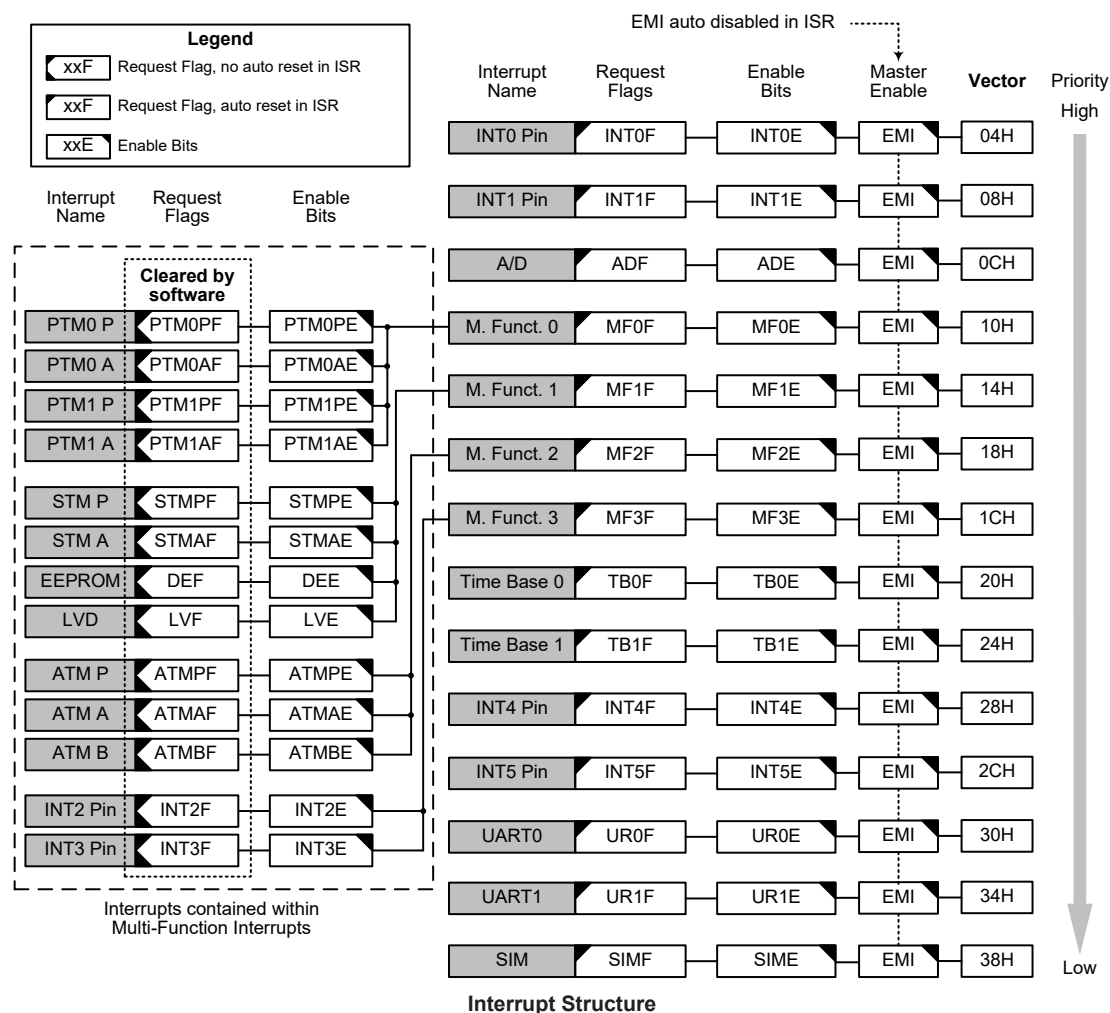 EMI auto disabled in ISR
Legend
xxF Request Flag, no auto reset in ISR
xxF Request Flag, auto reset in ISR
xxE Enable Bits
Interrupt Name Request Flags Enable Bits Master Enable Vector Priority
High
INT0 Pin INT0F INT0E EMI 04H
INT1 Pin INT1F INT1E EMI 08H
A/D ADF ADE EMI 0CH
M. Funct. 0 MF0F MF0E EMI 10H
M. Funct. 1 MF1F MF1E EMI 14H
M. Funct. 2 MF2F MF2E EMI 18H
M. Funct. 3 MF3F MF3E EMI 1CH
Time Base 0 TB0F TB0E EMI 20H
Time Base 1 TB1F TB1E EMI 24H
INT4 Pin INT4F INT4E EMI 28H
INT5 Pin INT5F INT5E EMI 2CH
UART0 UR0F UR0E EMI 30H
UART1 UR1F UR1E EMI 34H
SIM SIMF SIME EMI 38H
Low
Interrupt Name Request Flags Enable Bits
Cleared by
software
PTM0 P PTM0PF PTM0PE
PTM0 A PTM0AF PTM0AE
PTM1 P PTM1PF PTM1PE
PTM1 A PTM1AF PTM1AE
STM P STMPF STMPE
STM A STMAF STMAE
EEPROM DEF DEE
LVD LVF LVE
ATM P ATMPF ATMPE
ATM A ATMAF ATMAE
ATM B ATMBF ATMBE
INT2 Pin INT2F INT2E
INT3 Pin INT3F INT3E
Interrupts contained within
Multi-Function Interrupts
Interrupt Structure